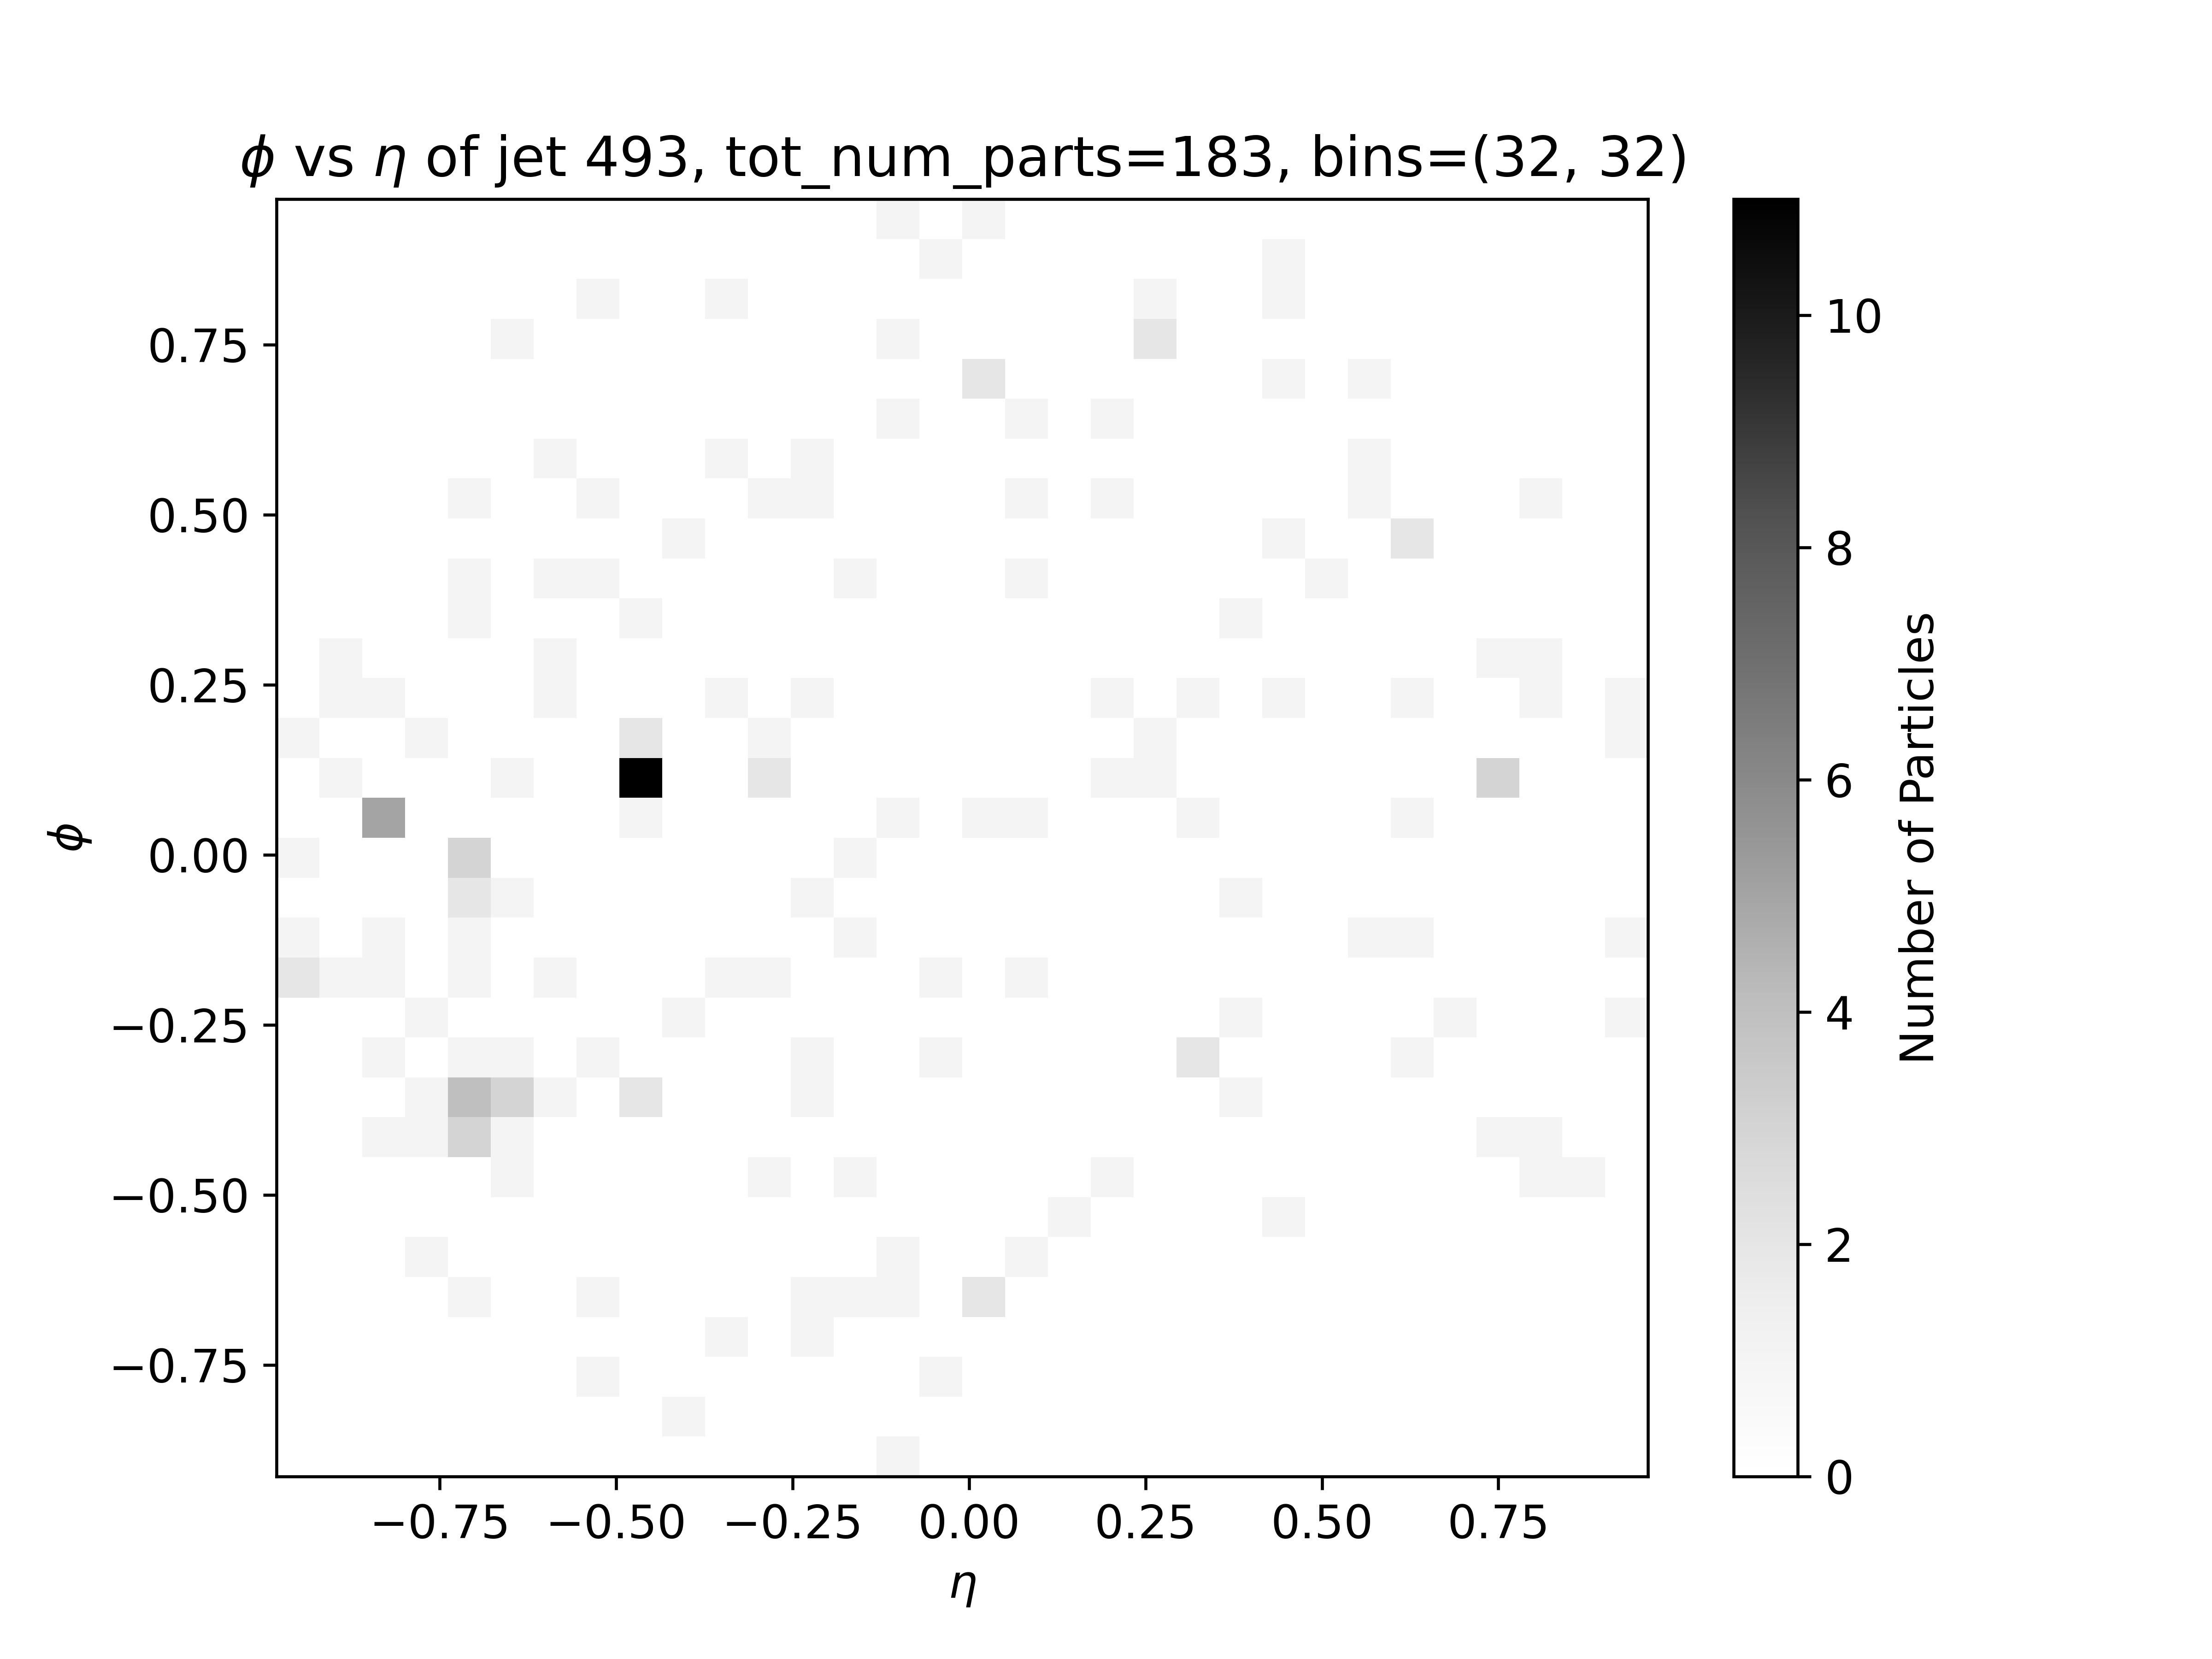 ϕ vs η of jet 493, tot_num_parts=183, bins=(32, 32)
ϕ
0.75
0.50
0.25
0.00
−0.25
−0.50
−0.75
−0.75 −0.50 −0.25 0.00 0.25 0.50 0.75
η
10
8
6
4
2
0
Number of Particles